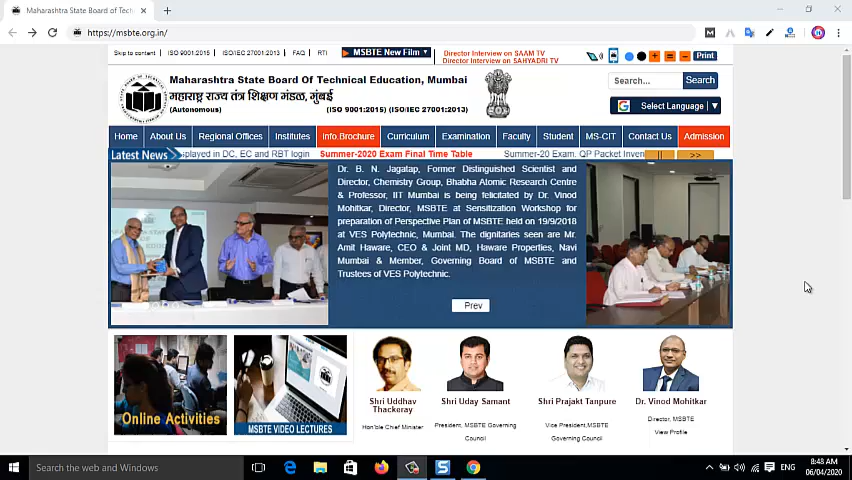 Maharashtra State Board of Techn
https://msbte.org.in/
Skip to content
ISO 9001:2015
ISO/IEC 27001:2013
FAQ
RTI
MSBTE New Film
Director Interview on SAAM TV
Director Interview on SAHYADRI TV
Print
Maharashtra State Board Of Technical Education, Mumbai
महाराष्ट्र राज्य तंत्र शिक्षण मंडळ, मुंबई
(Autonomous)
(ISO 9001:2015) (ISO/IEC 27001:2013)
Search...
Search
Select Language
Home
About Us
Regional Offices
Institutes
Info.Brochure
Curriculum
Examination
Faculty
Student
MS-CIT
Contact Us
Admission
Latest News
splayed in DC, EC and RBT login
Summer-2020 Exam Final Time Table
Summer-20 Exam. QP Packet Inven
||
>>
Dr. B. N. Jagatap, Former Distinguished Scientist and
Director, Chemistry Group, Bhabha Atomic Research Centre
& Professor, IIT Mumbai is being felicitated by Dr. Vinod
Mohitkar, Director, MSBTE at Sensitization Workshop for
preparation of Perspective Plan of MSBTE held on 19/9/2018
at VES Polytechnic, Mumbai. The dignitaries seen are Mr.
Amit Haware, CEO & Joint MD, Haware Properties, Navi
Mumbai & Member, Governing Board of MSBTE and
Trustees of VES Polytechnic.
Prev
Online Activities
MSBTE VIDEO LECTURES
Shri Uddhav
Thackeray
Hon'ble Chief Minister
Shri Uday Samant
President, MSBTE Governing
Council
Shri Prajakt Tanpure
Vice President,MSBTE
Governing Council
Dr. Vinod Mohitkar
Director, MSBTE
View Profile
Search the web and Windows
ENG
8:43 AM
06/04/2020